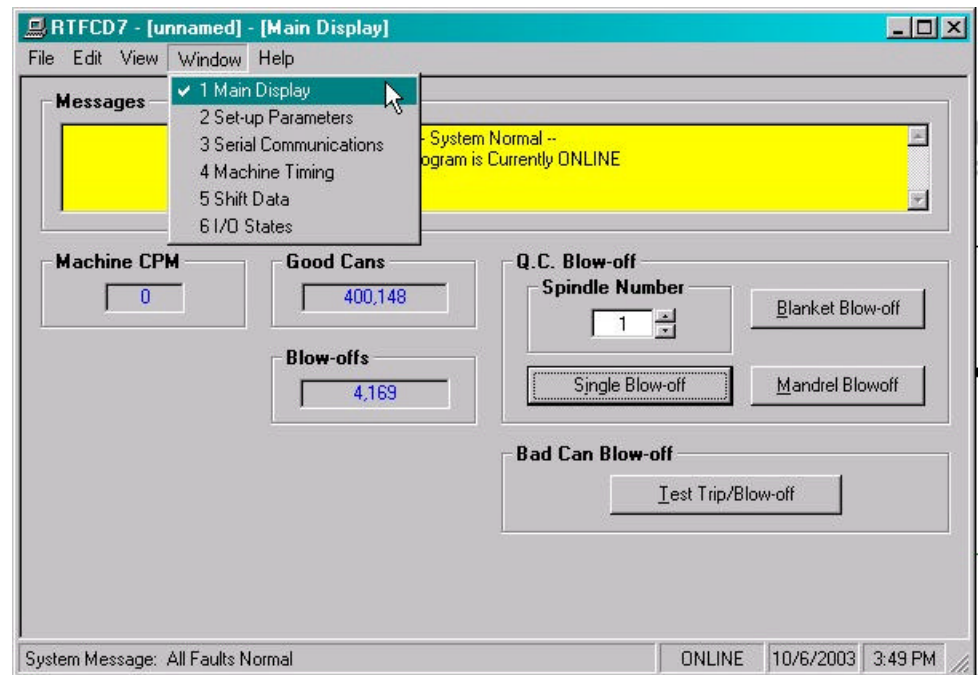 RTFCD7 - [unnamed] - [Main Display]
File Edit View Window Help
1 Main Display
2 Set-up Parameters
3 Serial Communications
4 Machine Timing
5 Shift Data
6 I/O States
Messages
- System Normal --
ogram is Currently ONLINE
Machine CPM
0
Good Cans
400,148
Blow-offs
4,169
Q.C. Blow-off
Spindle Number
1
Blanket Blow-off
Single Blow-off
Mandrel Blowoff
Bad Can Blow-off
Test Trip/Blow-off
System Message: All Faults Normal
ONLINE
10/6/2003
3:49 PM